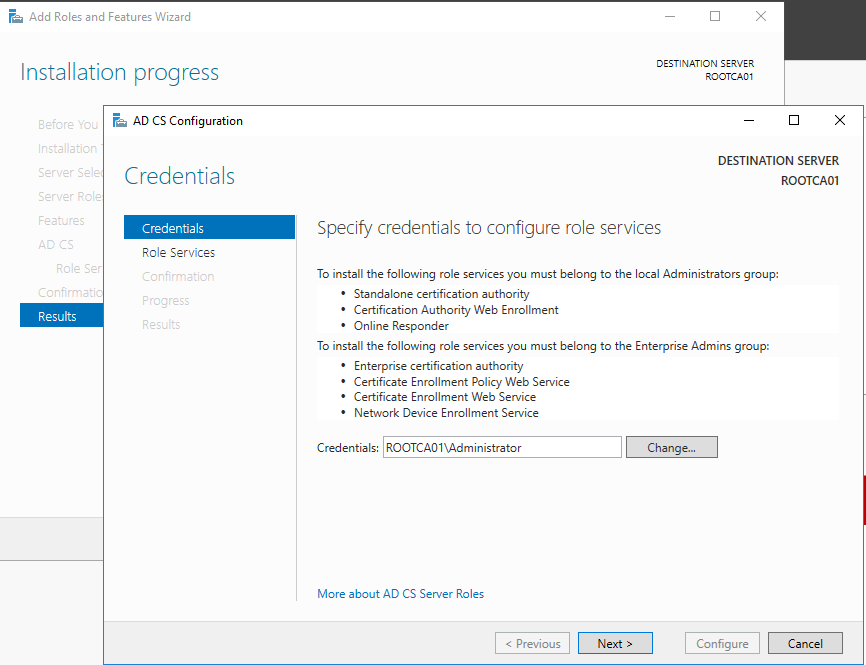 Add Roles and Features Wizard
Installation progress
DESTINATION SERVER
ROOTCA01
Before You
Installation
Server Selec
Server Roles
Features
AD CS
Role Ser
Confirmatio
Results
AD CS Configuration
Credentials
DESTINATION SERVER
ROOTCA01
Credentials
Role Services
Confirmation
Progress
Results
Specify credentials to configure role services
To install the following role services you must belong to the local Administrators group:
• Standalone certification authority
• Certification Authority Web Enrollment
• Online Responder
To install the following role services you must belong to the Enterprise Admins group:
• Enterprise certification authority
• Certificate Enrollment Policy Web Service
• Certificate Enrollment Web Service
• Network Device Enrollment Service
Credentials: ROOTCA01\Administrator Change...
More about AD CS Server Roles
< Previous Next > Configure Cancel